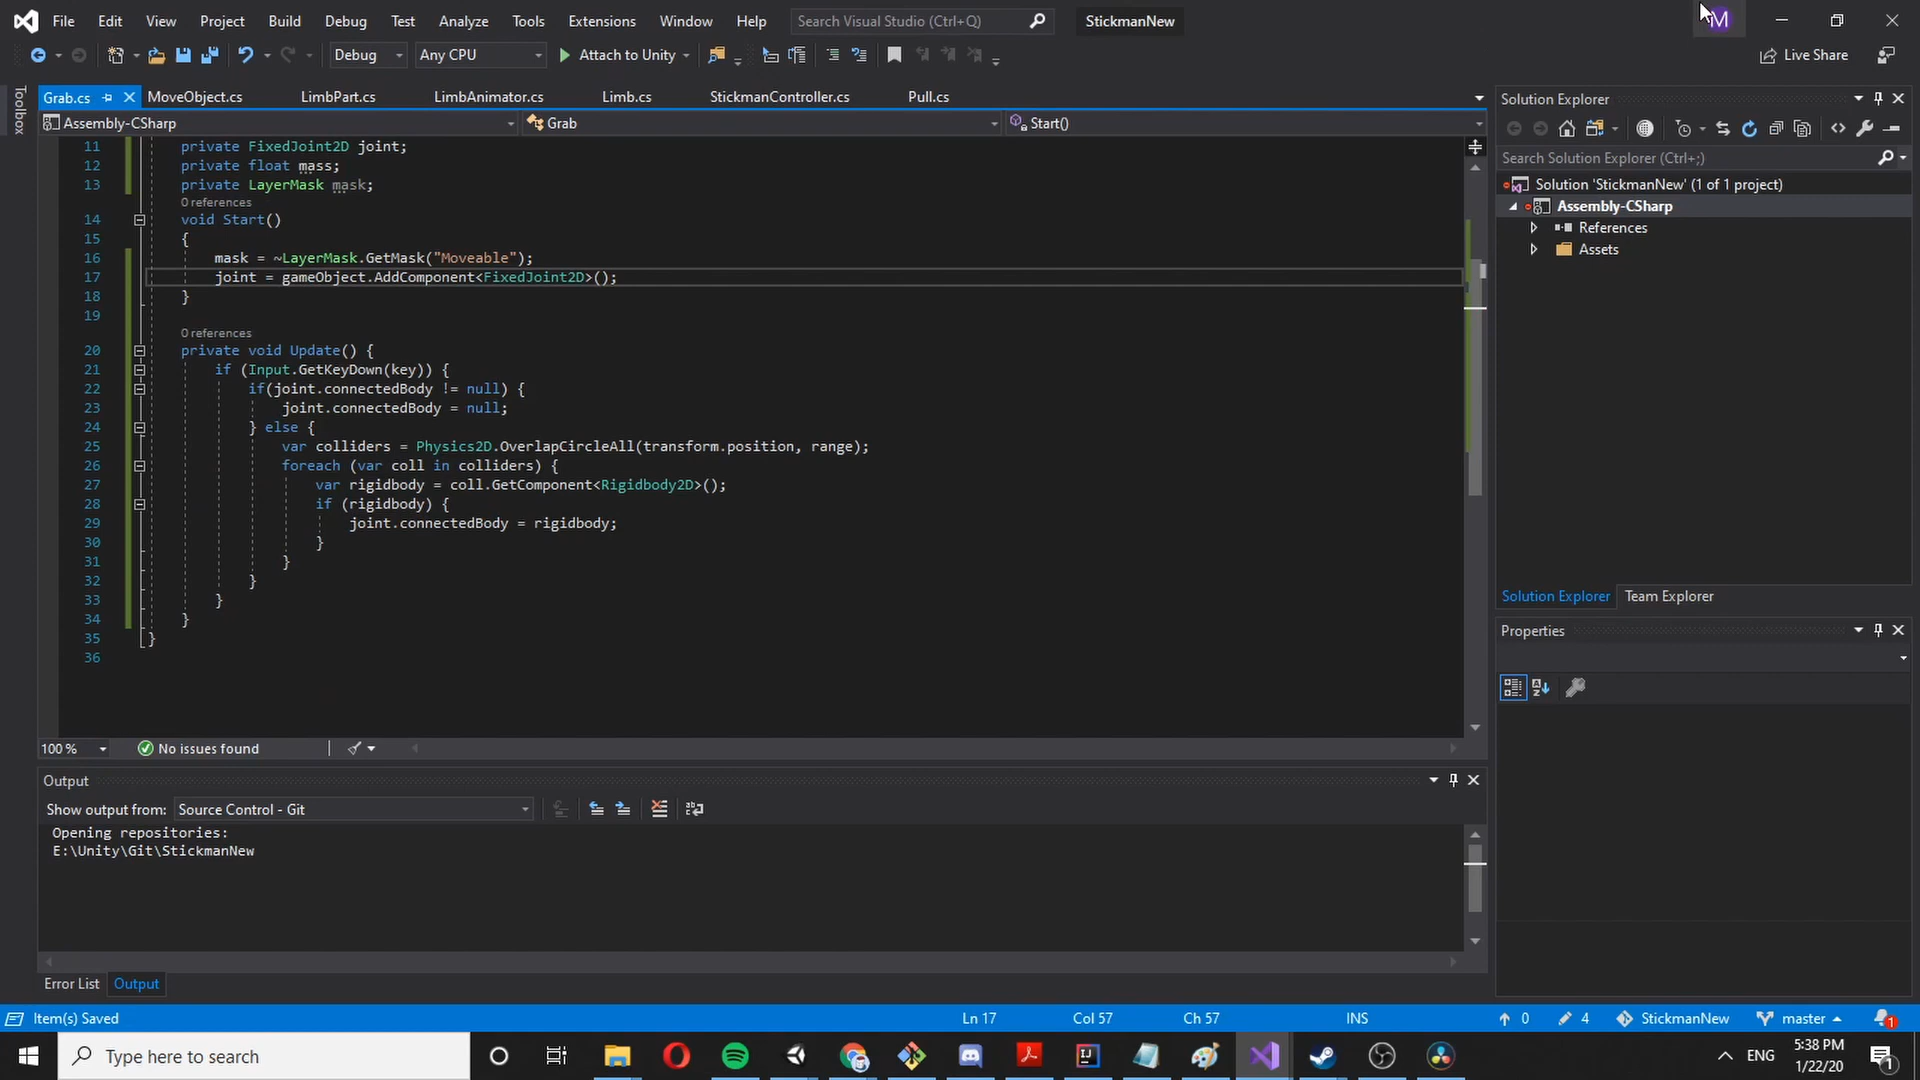 File Edit View Project Build Debug Test Analyze Tools Extensions Window Help Search Visual Studio (Ctrl+Q) StickmanNew M
Debug Any CPU Attach to Unity Live Share
Toolbox
Grab.cs MoveObject.cs LimbPart.cs LimbAnimator.cs Limb.cs StickmanController.cs Pull.cs
Assembly-CSharp Grab Start()
11 private FixedJoint2D joint;
12 private float mass;
13 private LayerMask mask;
0 references
14 void Start()
15 {
16 mask = ~LayerMask.GetMask("Moveable");
17 joint = gameObject.AddComponent<FixedJoint2D>();
18 }
19
0 references
20 private void Update() {
21 if (Input.GetKeyDown(key)) {
22 if(joint.connectedBody != null) {
23 joint.connectedBody = null;
24 } else {
25 var colliders = Physics2D.OverlapCircleAll(transform.position, range);
26 foreach (var coll in colliders) {
27 var rigidbody = coll.GetComponent<Rigidbody2D>();
28 if (rigidbody) {
29 joint.connectedBody = rigidbody;
30 }
31 }
32 }
33 }
34 }
35 }
36
100 % No issues found
Output
Show output from: Source Control - Git
Opening repositories:
E:\Unity\Git\StickmanNew
Error List Output
Solution Explorer
Search Solution Explorer (Ctrl+;)
Solution 'StickmanNew' (1 of 1 project)
Assembly-CSharp
References
Assets
Solution Explorer Team Explorer
Properties
Item(s) Saved Ln 17 Col 57 Ch 57 INS 0 4 StickmanNew master 1
Type here to search ENG 5:38 PM
1/22/20 1